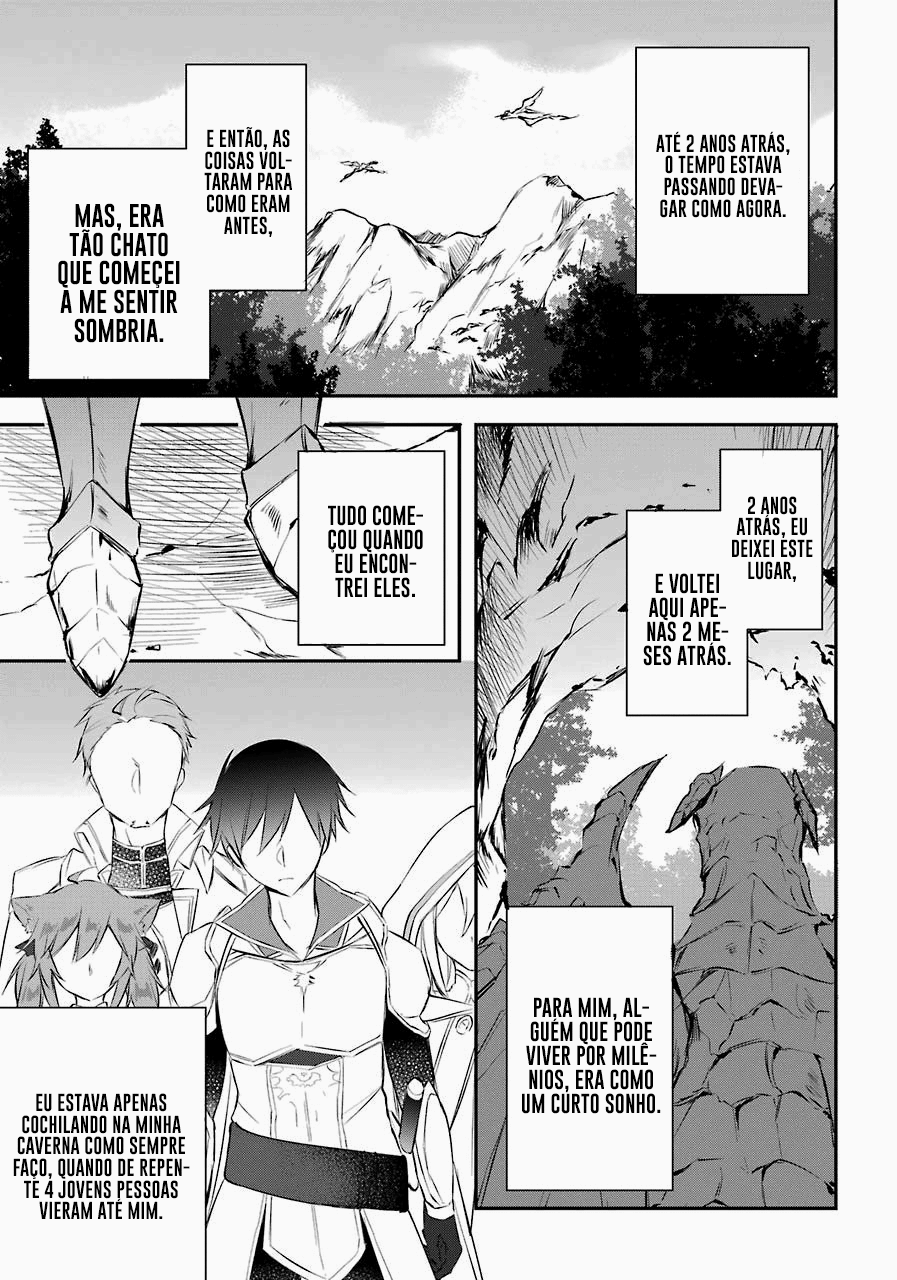 ATÉ 2 ANOS ATRÁS,
O TEMPO ESTAVA
PASSANDO DEVA-
GAR COMO AGORA.
E ENTÃO, AS
COISAS VOL-
TARAM PARA
COMO ERAM
ANTES,
MAS, ERA
TÃO CHATO
QUE COMEÇEI
À ME SENTIR
SOMBRIA.
2 ANOS
ATRÁS, EU
DEIXEI ESTE
LUGAR,
E VOLTEI
AQUI APE-
NAS 2 ME-
SES ATRÁS.
PARA MIM, AL-
GUÉM QUE PODE
VIVER POR MILÊ-
NIOS, ERA COMO
UM CURTO SONHO.
TUDO COME-
ÇOU QUANDO
EU ENCON-
TREI ELES.
EU ESTAVA APENAS
COCHILANDO NA MINHA
CAVERNA COMO SEMPRE
FAÇO, QUANDO DE REPEN-
TE 4 JOVENS PESSOAS
VIERAM ATÉ MIM.